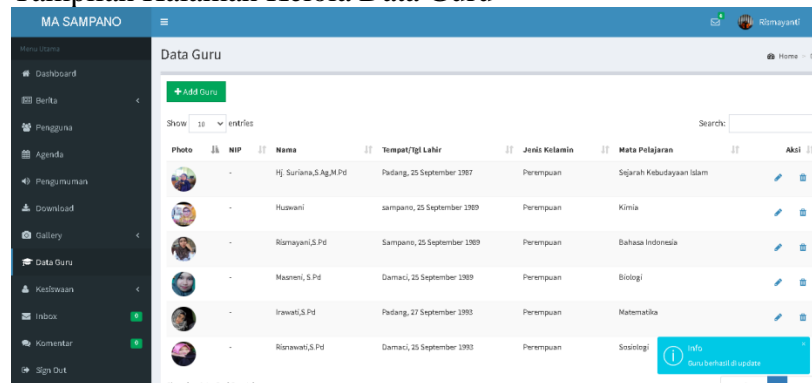 MA SAMPANO
Rismayanti
Menu Utama
Data Guru
Home
Dashboard
Berita
Pengguna
Agenda
Pengumuman
Download
Gallery
Data Guru
Kesiswaan
Inbox 0
Komentar 0
Sign Out
+ Add Guru
Show 10 entries
Search:
Photo NIP Nama Tempat/Tgl Lahir Jenis Kelamin Mata Pelajaran Aksi
- Hj. Suriana,S.Ag,M.Pd Padang, 25 September 1987 Perempuan Sejarah Kebudayaan Islam
- Huswani sampano, 25 September 1989 Perempuan Kimia
- Rismayani,S.Pd Sampano, 25 September 1989 Perempuan Bahasa Indonesia
- Masneni, S.Pd Damaci, 25 September 1989 Perempuan Biologi
- Irawati,S.Pd Padang, 27 September 1993 Perempuan Matematika
- Risnawati,S.Pd Damaci, 25 September 1993 Perempuan Sosiologi
Info
Guru berhasil di update